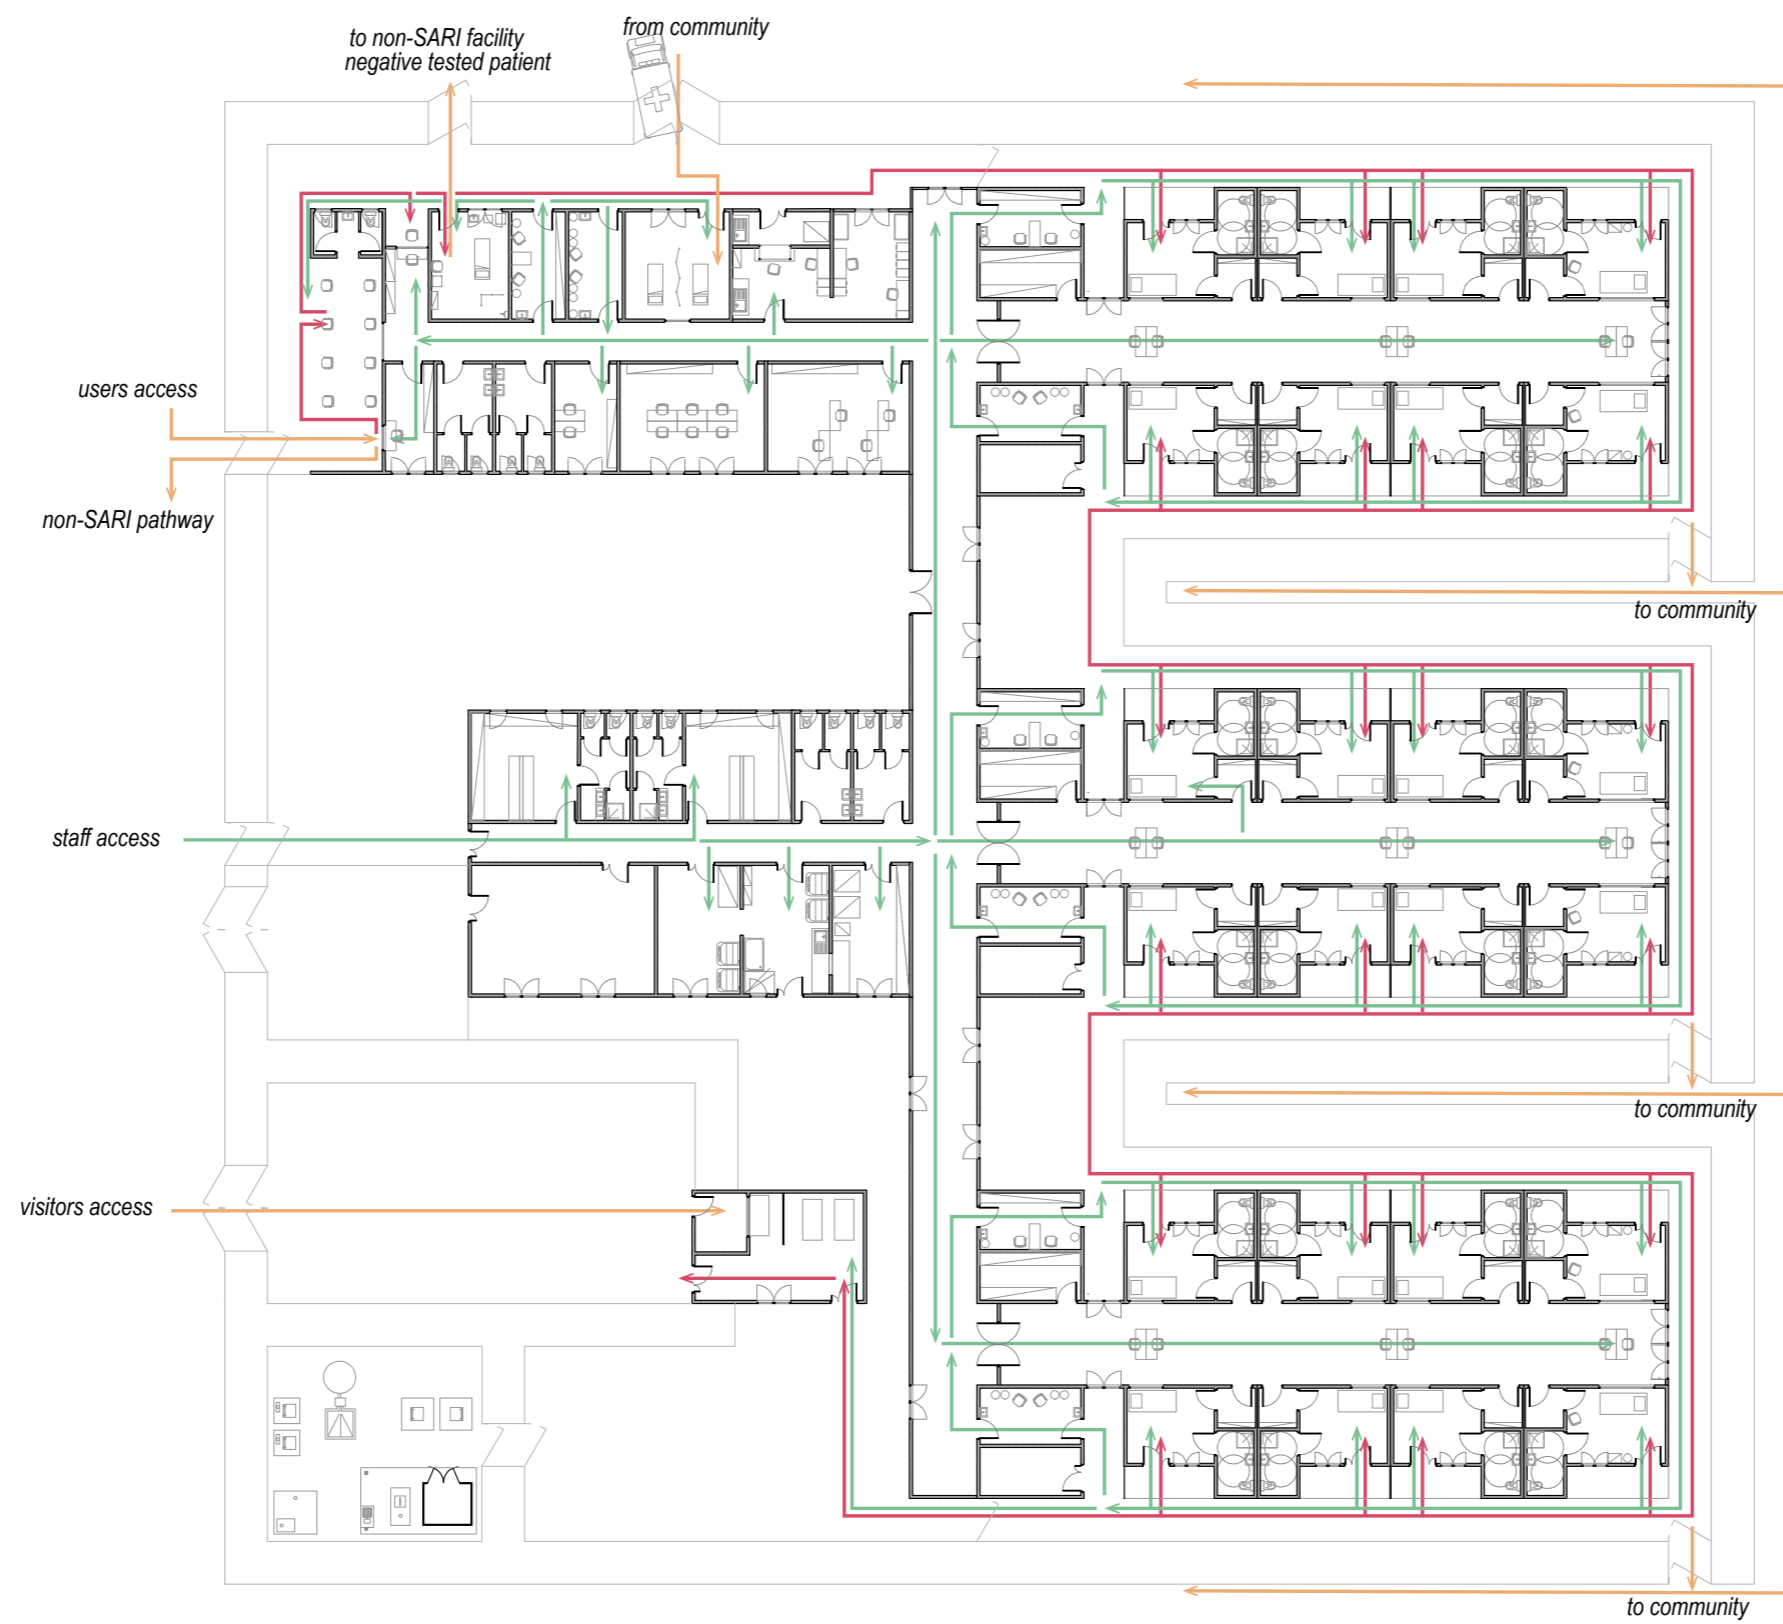 from community
to non-SARI facility
negative tested patient
users access
non-SARI pathway
to community
staff access
to community
visitors access
to community